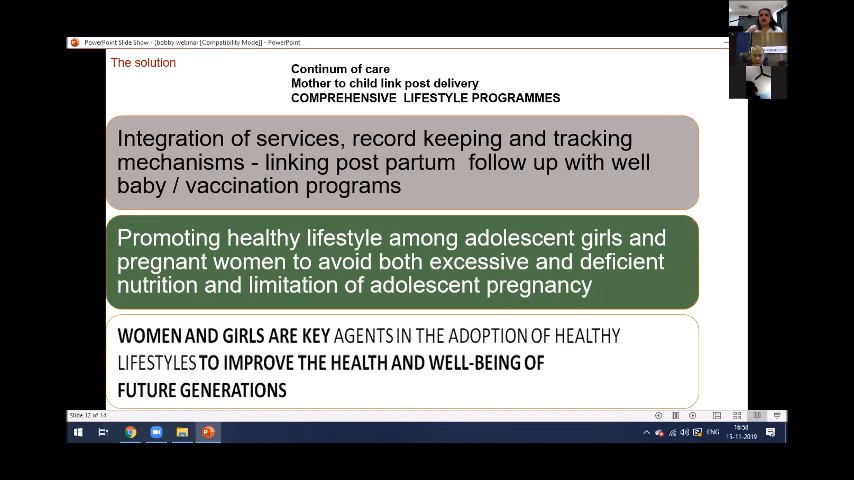 PowerPoint Slide Show - [bobby webinar [Compatibility Mode]] - PowerPoint
The solution
Continum of care
Mother to child link post delivery
COMPREHENSIVE LIFESTYLE PROGRAMMES
Integration of services, record keeping and tracking
mechanisms - linking post partum follow up with well
baby / vaccination programs
Promoting healthy lifestyle among adolescent girls and
pregnant women to avoid both excessive and deficient
nutrition and limitation of adolescent pregnancy
WOMEN AND GIRLS ARE KEY AGENTS IN THE ADOPTION OF HEALTHY
LIFESTYLES TO IMPROVE THE HEALTH AND WELL-BEING OF
FUTURE GENERATIONS
Slide 12 of 14
ENG
16:58
15-11-2019